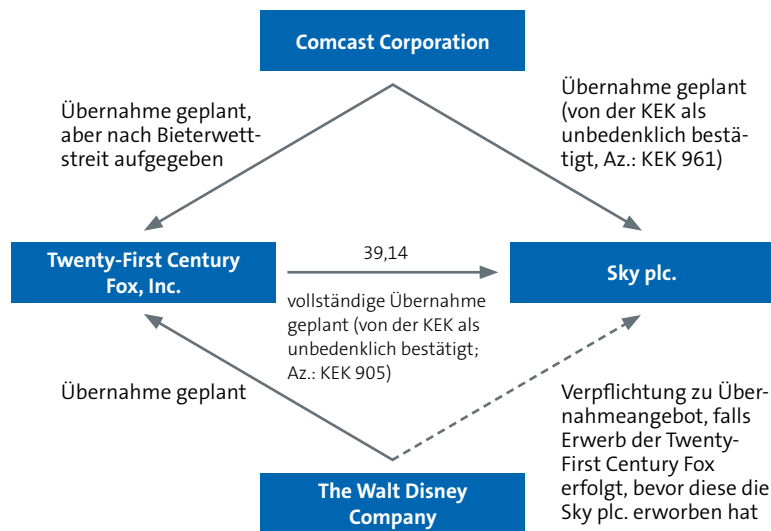 Comcast Corporation
Übernahme geplant,
aber nach Bieterwett-
streit aufgegeben
Übernahme geplant
(von der KEK als
unbedenklich bestä-
tigt, Az.: KEK 961)
Twenty-First Century
Fox, Inc.
39,14
vollständige Übernahme
geplant (von der KEK als
unbedenklich bestätigt;
Az.: KEK 905)
Sky plc.
Übernahme geplant
Verpflichtung zu Über-
nahmeangebot, falls
Erwerb der Twenty-
First Century Fox
erfolgt, bevor diese die
Sky plc. erworben hat
The Walt Disney
Company